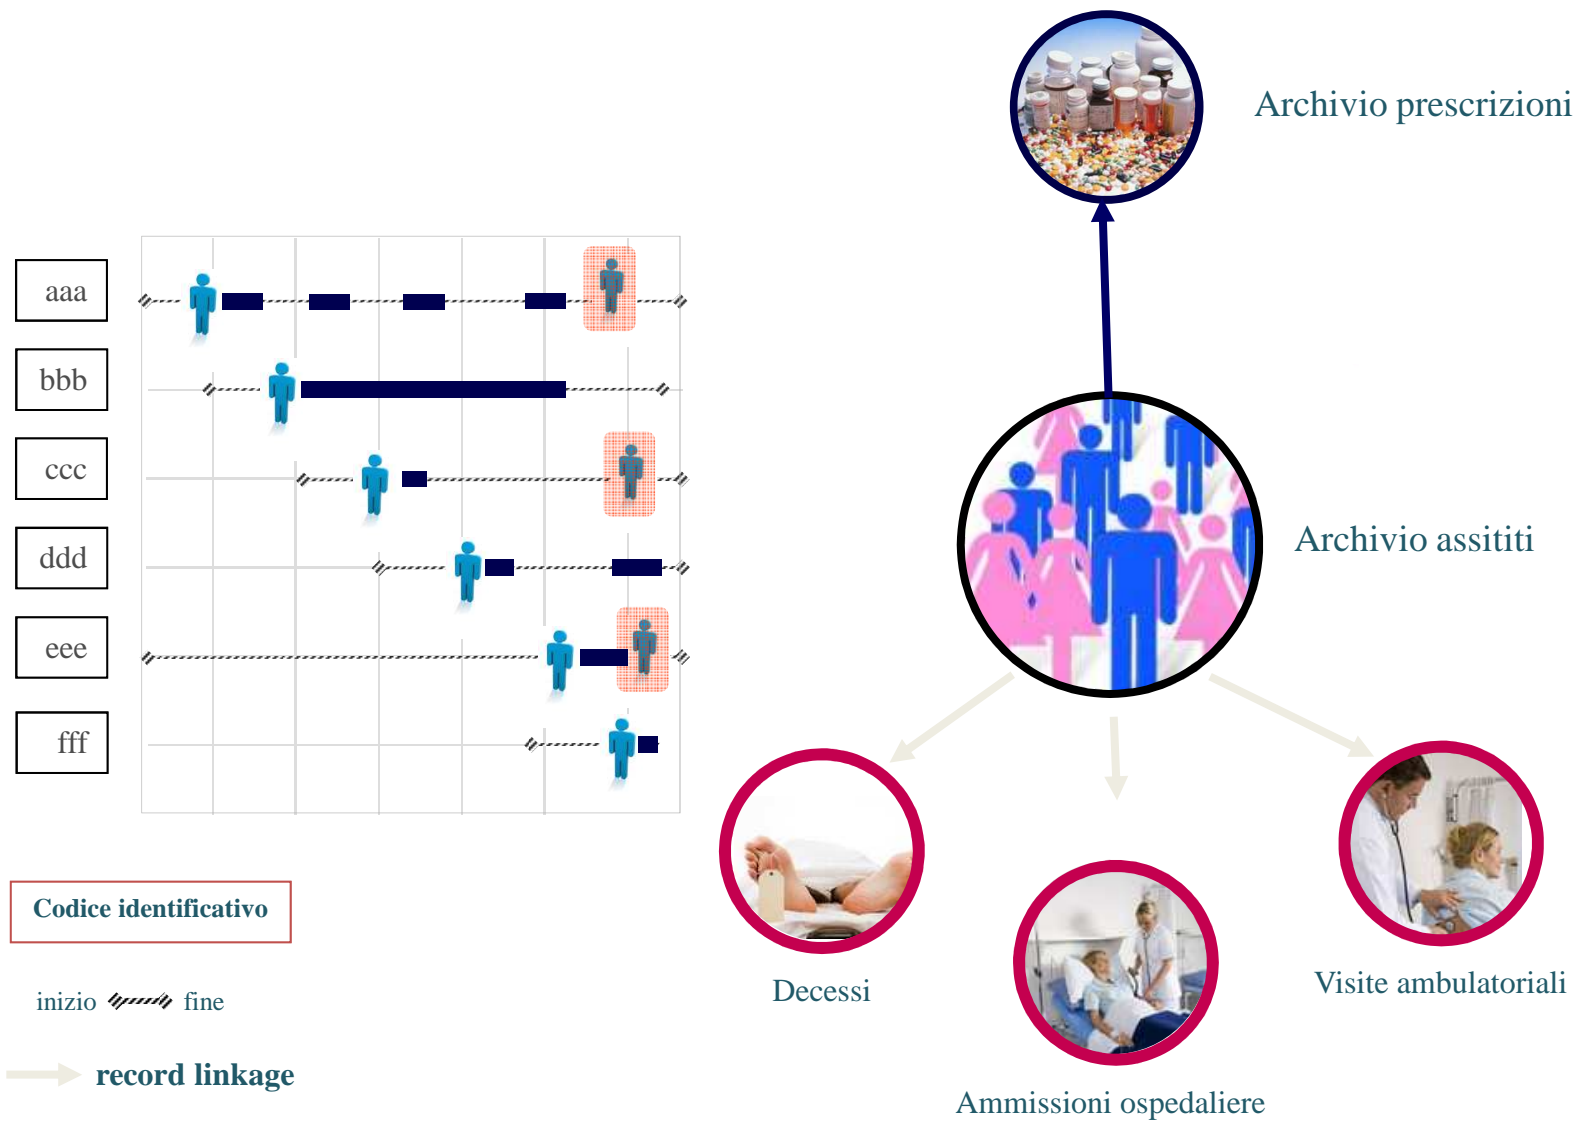 Archivio prescrizioni
aaa
bbb
ccc
ddd
eee
fff
Archivio assititi
Codice identificativo
inizio fine
record linkage
Decessi
Ammissioni ospedaliere
Visite ambulatoriali